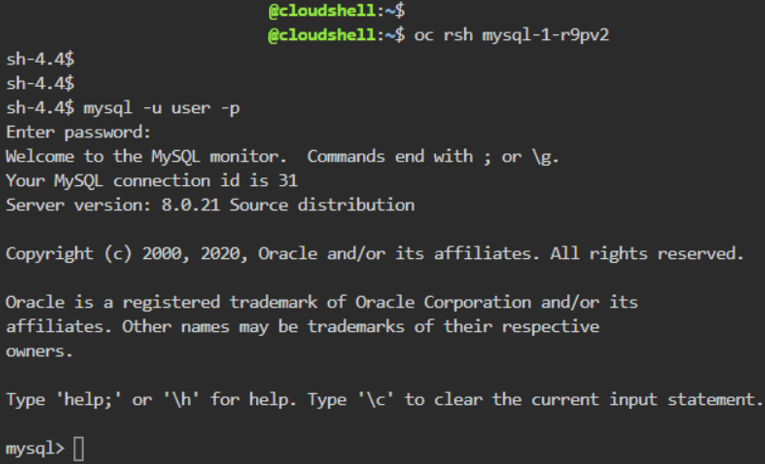 @cloudshell:~$
@cloudshell:~$ oc rsh mysql-1-r9pv2
sh-4.4$
sh-4.4$
sh-4.4$ mysql -u user -p
Enter password:
Welcome to the MySQL monitor.  Commands end with ; or \g.
Your MySQL connection id is 31
Server version: 8.0.21 Source distribution

Copyright (c) 2000, 2020, Oracle and/or its affiliates. All rights reserved.

Oracle is a registered trademark of Oracle Corporation and/or its
affiliates. Other names may be trademarks of their respective
owners.

Type 'help;' or '\h' for help. Type '\c' to clear the current input statement.

mysql>